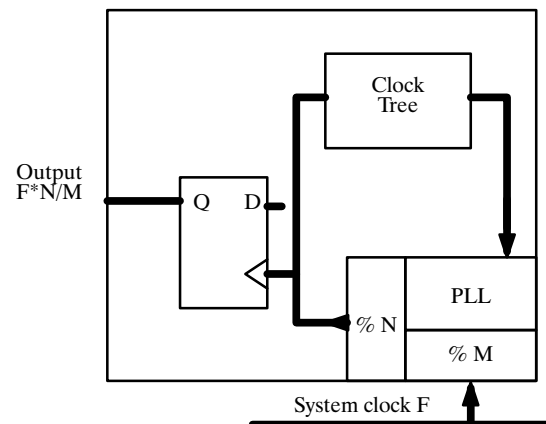 Clock
Tree
Output
F*N/M
Q
D
PLL
% N
% M
System clock F